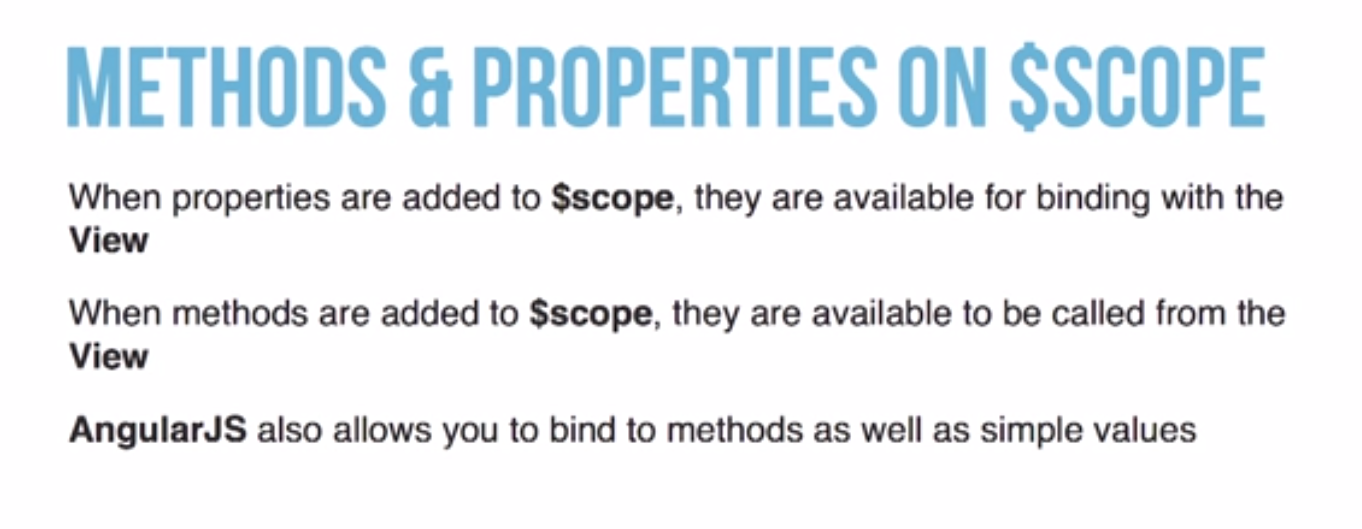 METHODS & PROPERTIES ON $SCOPE
When properties are added to $scope, they are available for binding with the
View
When methods are added to $scope, they are available to be called from the
View
AngularJS also allows you to bind to methods as well as simple values